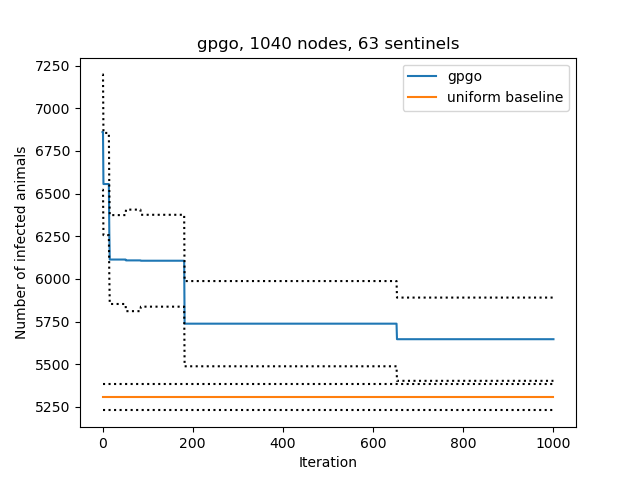 gpgo, 1040 nodes, 63 sentinels
gpgo
uniform baseline
Number of infected animals
7250
7000
6750
6500
6250
6000
5750
5500
5250
0 200 400 600 800 1000
Iteration